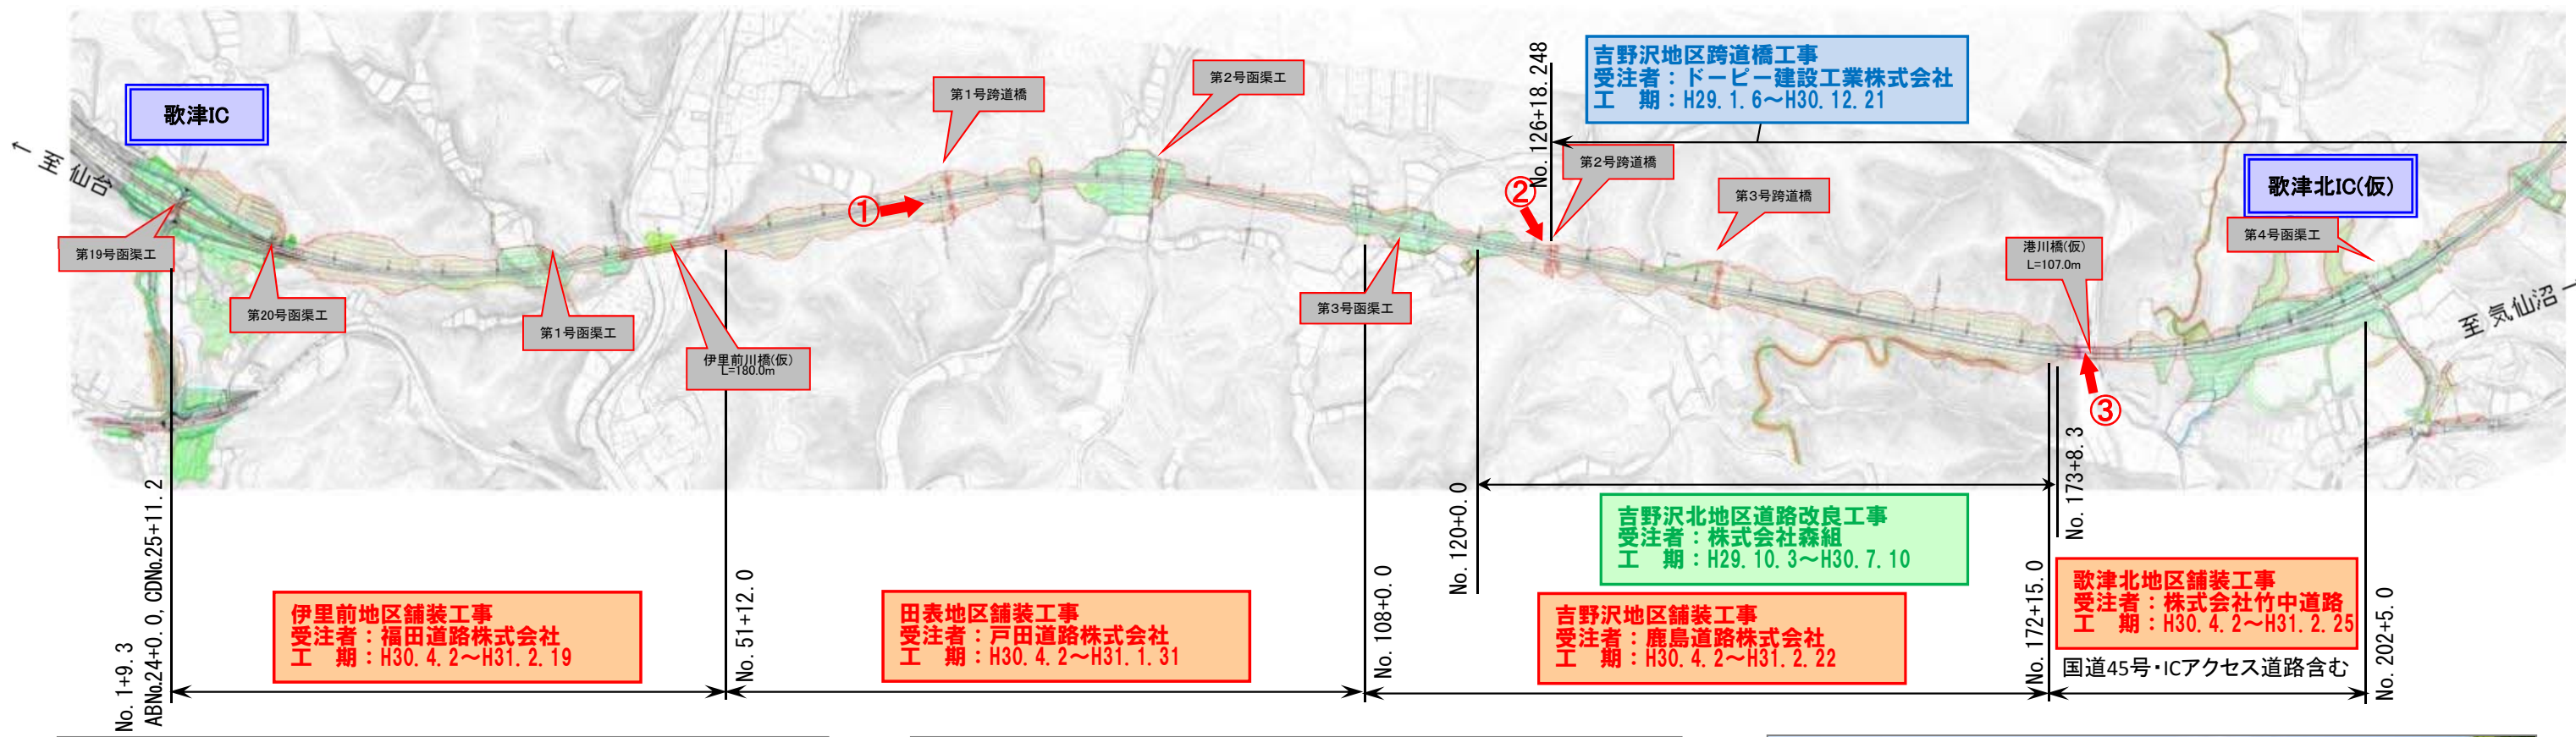 吉野沢地区跨道橋工事
受注者：ドーピー建設工業株式会社
工　期：H29.1.6～H30.12.21
No.126+18.248
歌津IC
← 至 仙台
第1号跨道橋
第2号函渠工
第2号跨道橋
第3号跨道橋
歌津北IC(仮)
第4号函渠工
至 気仙沼 →
①
②
③
第19号函渠工
第20号函渠工
第1号函渠工
伊里前川橋(仮)
L=180.0m
第3号函渠工
港川橋(仮)
L=107.0m
No.1+9.3
ABNo.24+0.0,CDNo.25+11.2
伊里前地区舗装工事
受注者：福田道路株式会社
工　期：H30.4.2～H31.2.19
No.51+12.0
田表地区舗装工事
受注者：戸田道路株式会社
工　期：H30.4.2～H31.1.31
No.108+0.0
No.120+0.0
吉野沢北地区道路改良工事
受注者：株式会社森組
工　期：H29.10.3～H30.7.10
No.173+8.3
吉野沢地区舗装工事
受注者：鹿島道路株式会社
工　期：H30.4.2～H31.2.22
No.172+15.0
歌津北地区舗装工事
受注者：株式会社竹中道路
工　期：H30.4.2～H31.2.25
国道45号・ICアクセス道路含む
No.202+5.0